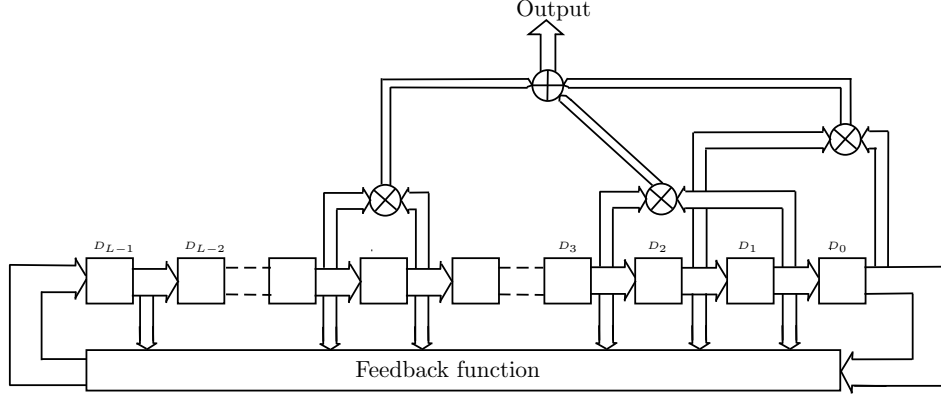 Output
D_{L-1} D_{L-2} D_3 D_2 D_1 D_0
Feedback function